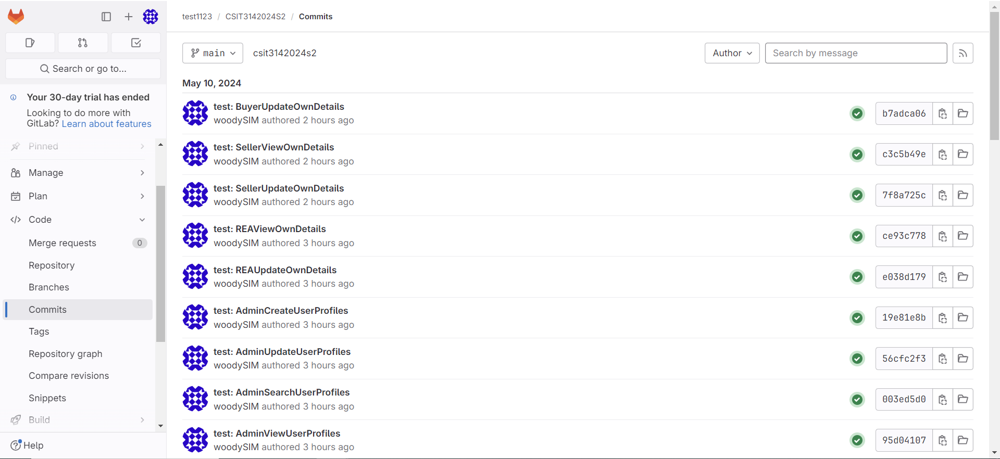 test1123 / CSIT3142024S2 / Commits
Search or go to...
Your 30-day trial has ended
Looking to do more with
GitLab? Learn about features
Pinned
Manage
Plan
Code
Merge requests 0
Repository
Branches
Commits
Tags
Repository graph
Compare revisions
Snippets
Build
Help
main csit3142024s2 Author Search by message
May 10, 2024
test: BuyerUpdateOwnDetails
woodySIM authored 2 hours ago
b7adca06
test: SellerViewOwnDetails
woodySIM authored 2 hours ago
c3c5b49e
test: SellerUpdateOwnDetails
woodySIM authored 2 hours ago
7f8a725c
test: REAViewOwnDetails
woodySIM authored 3 hours ago
ce93c778
test: REAUpdateOwnDetails
woodySIM authored 3 hours ago
e038d179
test: AdminCreateUserProfiles
woodySIM authored 3 hours ago
19e81e8b
test: AdminUpdateUserProfiles
woodySIM authored 3 hours ago
56cfc2f3
test: AdminSearchUserProfiles
woodySIM authored 3 hours ago
003ed5d0
test: AdminViewUserProfiles
woodySIM authored 3 hours ago
95d04107